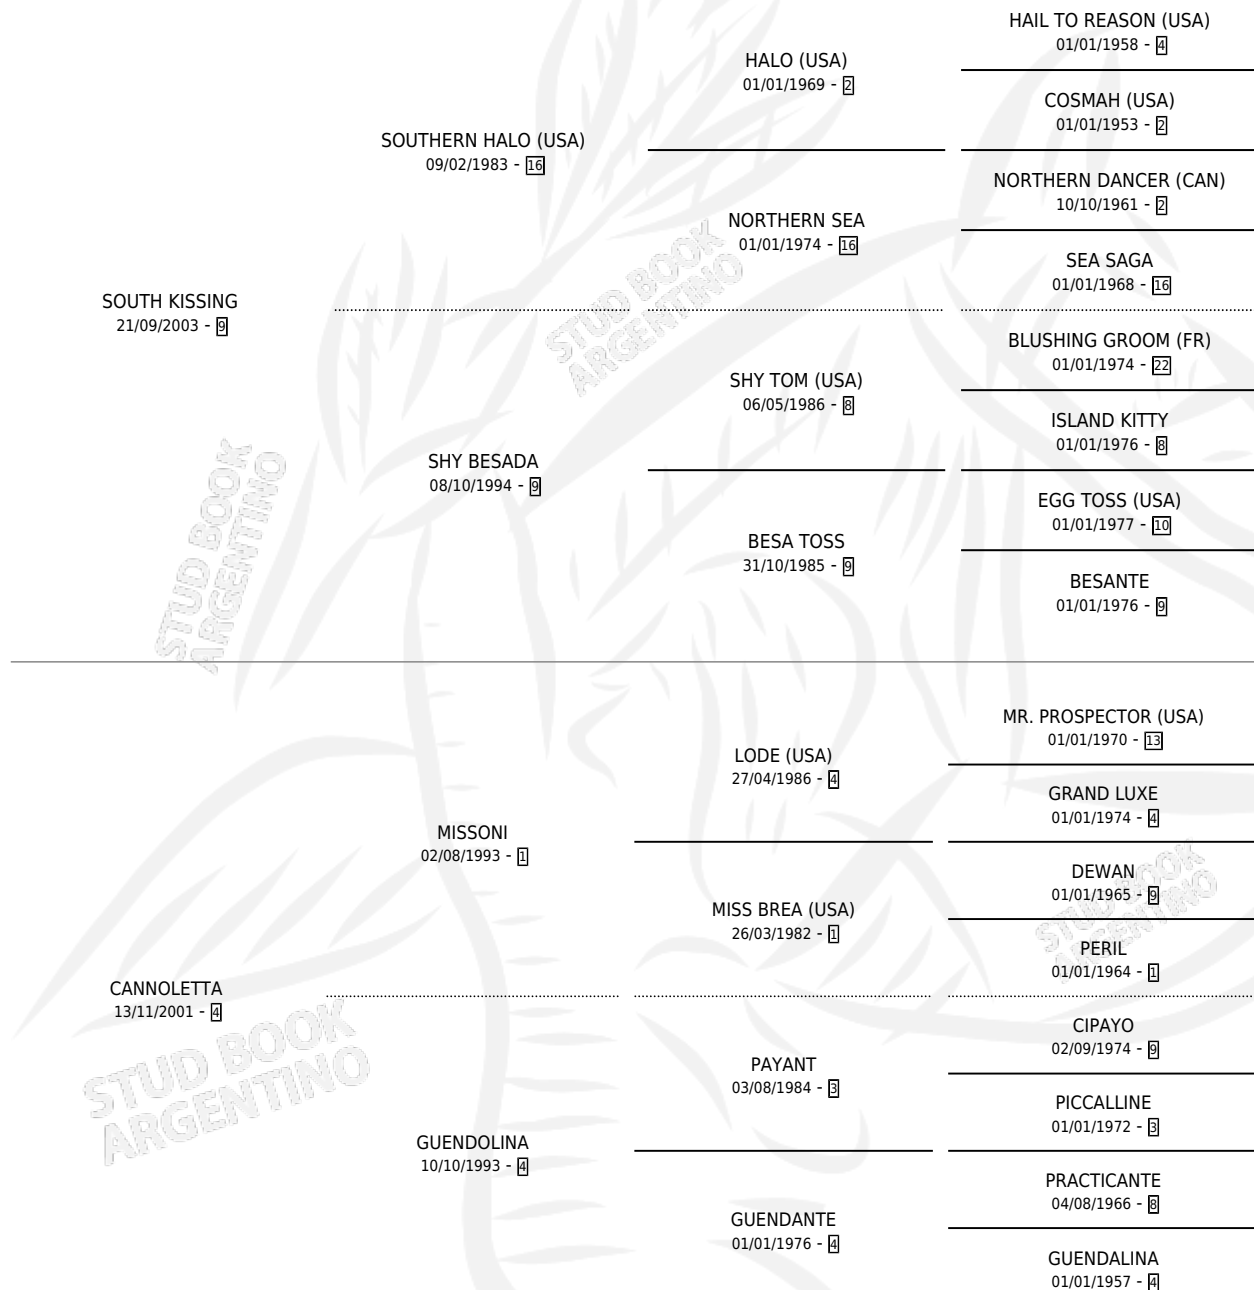 HAIL TO REASON (USA)
01/01/1958 - 4
HALO (USA)
01/01/1969 - 2
COSMAH (USA)
01/01/1953 - 2
SOUTHERN HALO (USA)
09/02/1983 - 16
NORTHERN DANCER (CAN)
10/10/1961 - 2
NORTHERN SEA
01/01/1974 - 16
SEA SAGA
01/01/1968 - 16
SOUTH KISSING
21/09/2003 - 9
STUD BOOK
ARGENTINO
BLUSHING GROOM (FR)
01/01/1974 - 22
SHY TOM (USA)
06/05/1986 - 8
ISLAND KITTY
01/01/1976 - 8
SHY BESADA
08/10/1994 - 9
EGG TOSS (USA)
01/01/1977 - 10
BESA TOSS
31/10/1985 - 9
BESANTE
01/01/1976 - 9
STUD BOOK
ARGENTINO
MR. PROSPECTOR (USA)
01/01/1970 - 13
LODE (USA)
27/04/1986 - 4
GRAND LUXE
01/01/1974 - 4
MISSONI
02/08/1993 - 1
DEWAN
01/01/1965 - 9
MISS BREA (USA)
26/03/1982 - 1
STUD BOOK
ARGENTINO
PERIL
01/01/1964 - 1
CANNOLETTA
13/11/2001 - 4
STUD BOOK
ARGENTINO
CIPAYO
02/09/1974 - 9
PAYANT
03/08/1984 - 3
PICCALLINE
01/01/1972 - 3
GUENDOLINA
10/10/1993 - 4
PRACTICANTE
04/08/1966 - 8
GUENDANTE
01/01/1976 - 4
GUENDALINA
01/01/1957 - 4